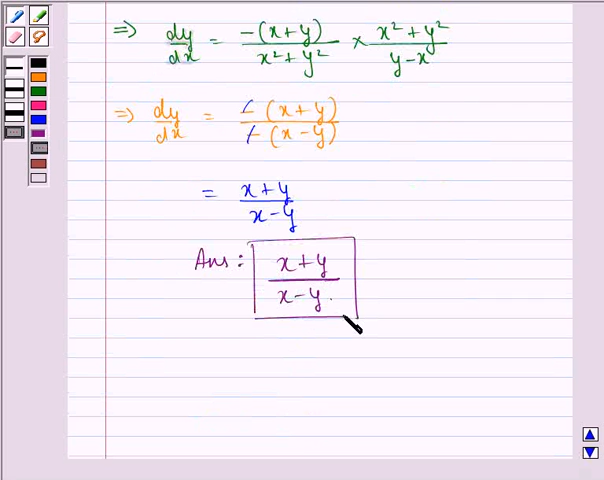 ⇒ dy/dx = -(x+y)/x²+y² × x²+y²/y-x
⇒ dy/dx = -(x+y)/-(x-y)
= x+y/x-y
Ans: x+y/x-y.